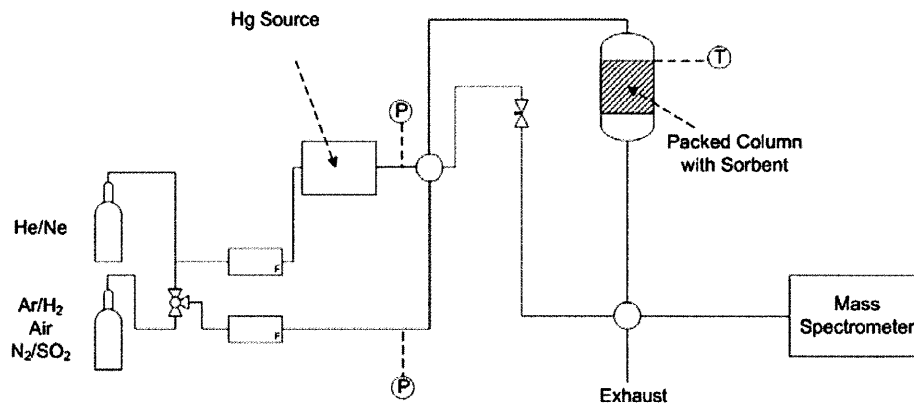 Hg Source
T
P
Packed Column
with Sorbent
He/Ne
F
Ar/H₂
Air
N₂/SO₂
F
Mass
Spectrometer
P
Exhaust